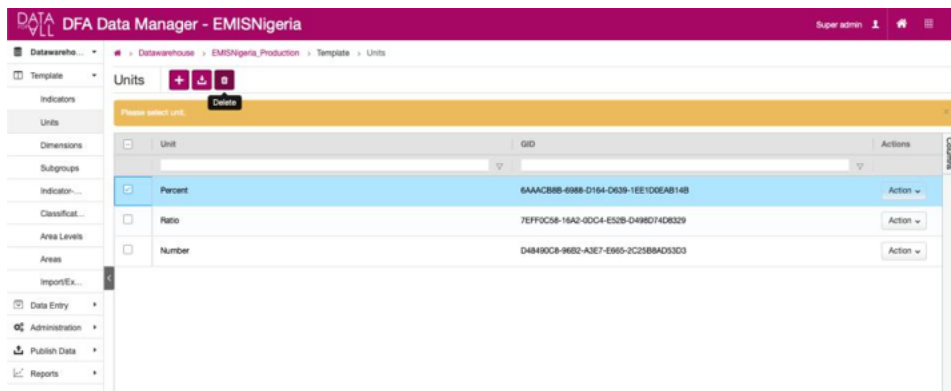 DATA
FOR ALL
DFA Data Manager - EMISNigeria
Super admin
Datawareho...
Datawarehouse > EMISNigeria_Production > Template > Units
Template
Units
Delete
Indicators
Please select unit.
Units
Dimensions
Unit
GID
Actions
Columns
Subgroups
Indicator-...
Percent
6AAACB8B-6988-D164-D639-1EE1D0EAB14B
Action
Classificat...
Ratio
7EFF0C58-16A2-0DC4-E52B-D498D74D8329
Action
Area Levels
Areas
Number
D48490C8-96B2-A3E7-E665-2C25B8AD53D3
Action
Import/Ex...
Data Entry
Administration
Publish Data
Reports